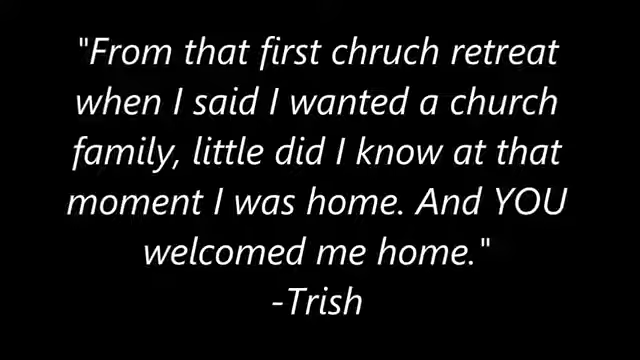 "From that first chruch retreat
when I said I wanted a church
family, little did I know at that
moment I was home. And YOU
welcomed me home."
-Trish